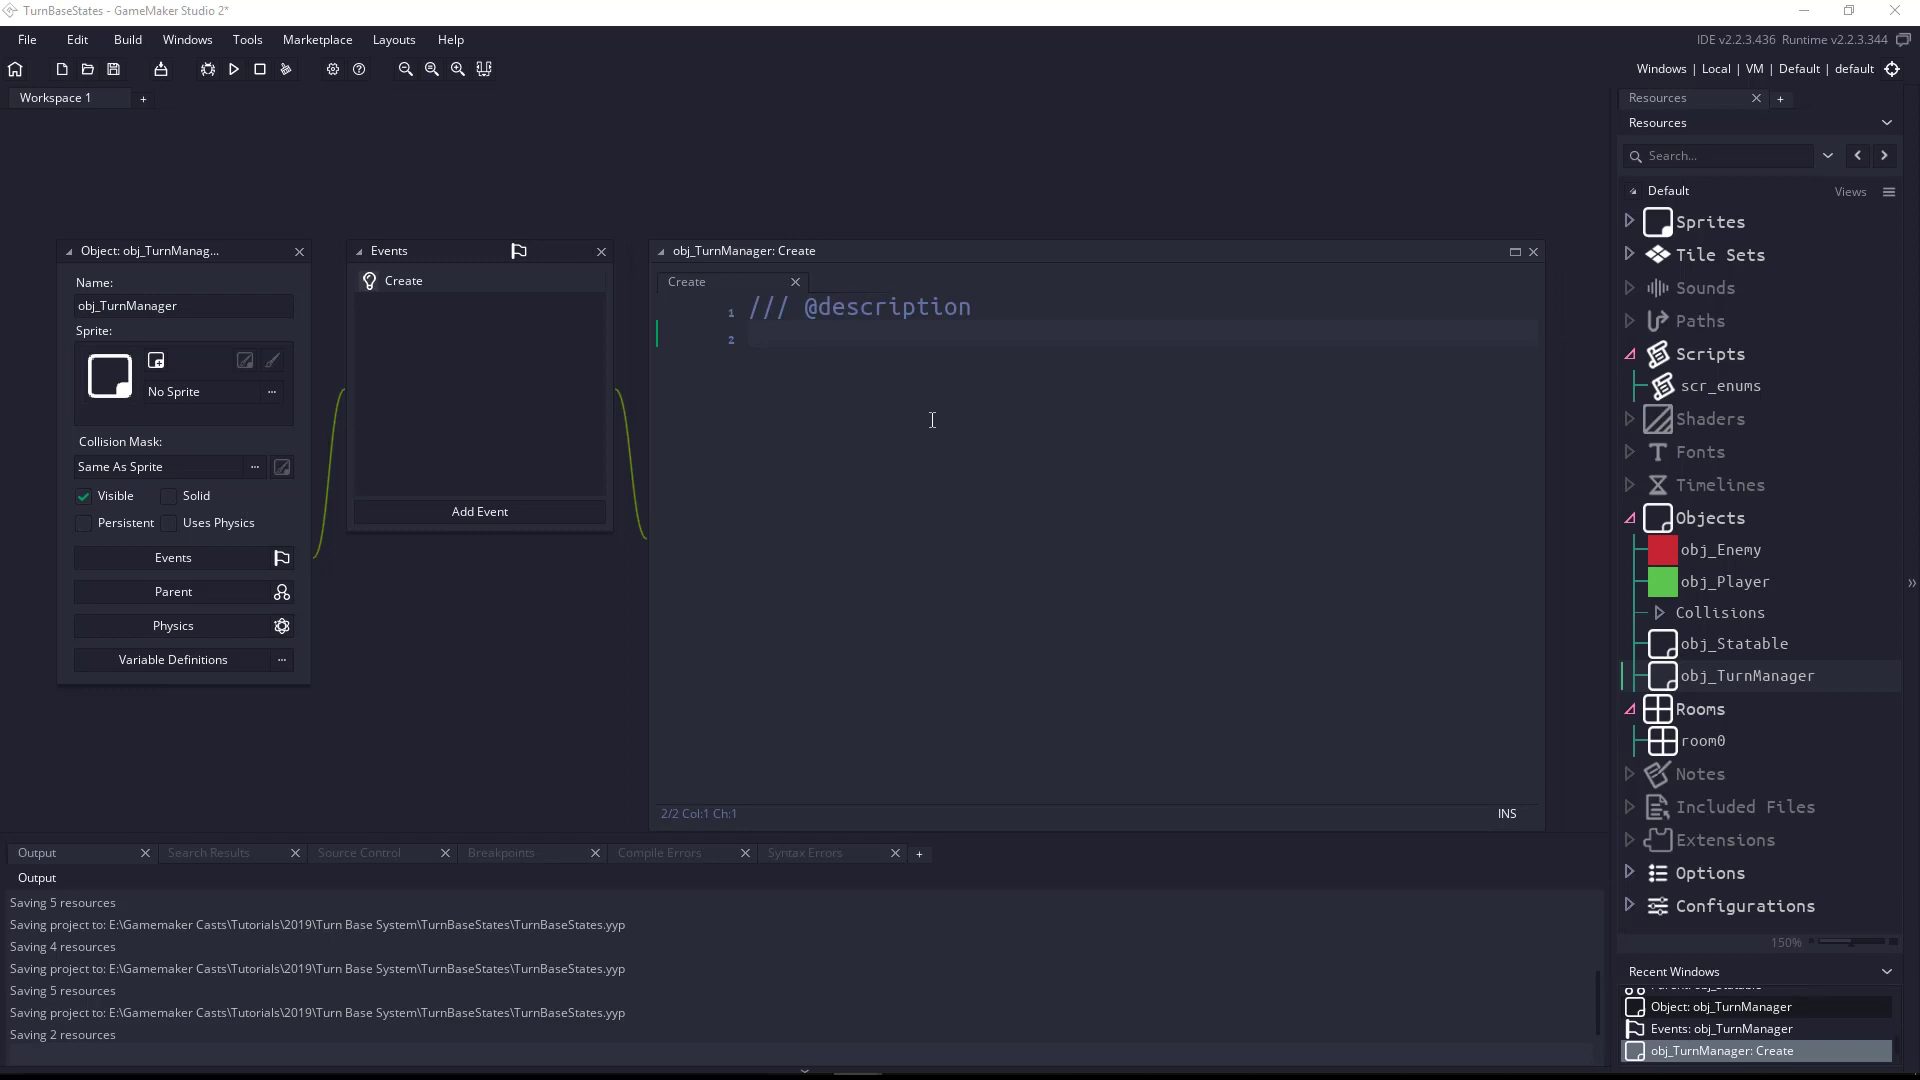 TurnBaseStates - GameMaker Studio 2*
File Edit Build Windows Tools Marketplace Layouts Help
IDE v2.2.3.436 Runtime v2.2.3.344
Windows | Local | VM | Default | default
Workspace 1
Resources
Resources
Search...
Default
Views
Sprites
Tile Sets
Sounds
Paths
Scripts
scr_enums
Shaders
Fonts
Timelines
Objects
obj_Enemy
obj_Player
Collisions
obj_Statable
obj_TurnManager
Rooms
room0
Notes
Included Files
Extensions
Options
Configurations
150%
Recent Windows
Object: obj_TurnManager
Events: obj_TurnManager
obj_TurnManager: Create
Object: obj_TurnManag...
Name:
obj_TurnManager
Sprite:
No Sprite
Collision Mask:
Same As Sprite
Visible Solid
Persistent Uses Physics
Events
Parent
Physics
Variable Definitions
Events
Create
Add Event
obj_TurnManager: Create
Create
1 /// @description
2
2/2 Col:1 Ch:1
INS
Output Search Results Source Control Breakpoints Compile Errors Syntax Errors
Output
Saving 5 resources
Saving project to: E:\Gamemaker Casts\Tutorials\2019\Turn Base System\TurnBaseStates\TurnBaseStates.yyp
Saving 4 resources
Saving project to: E:\Gamemaker Casts\Tutorials\2019\Turn Base System\TurnBaseStates\TurnBaseStates.yyp
Saving 5 resources
Saving project to: E:\Gamemaker Casts\Tutorials\2019\Turn Base System\TurnBaseStates\TurnBaseStates.yyp
Saving 2 resources